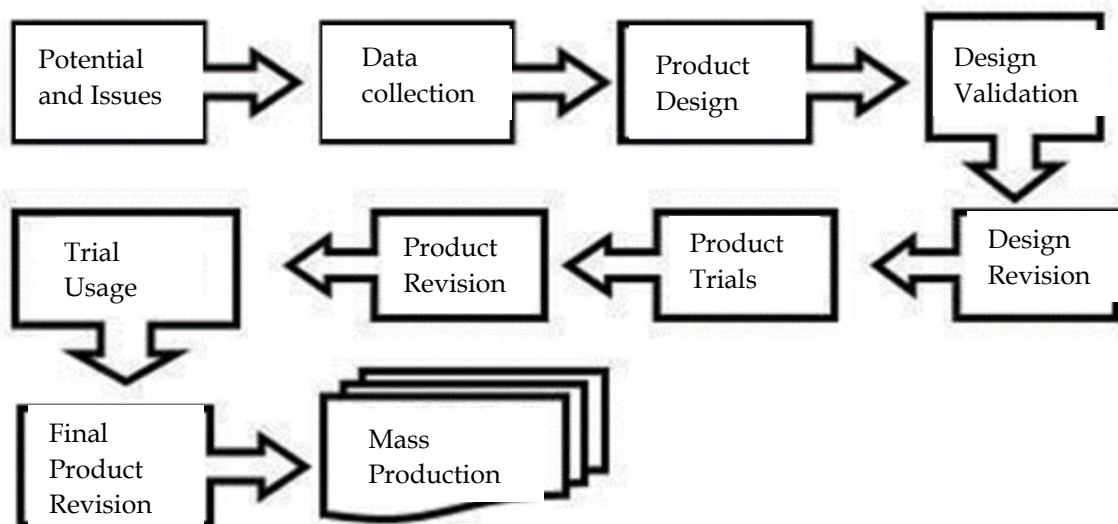 Potential
and Issues
Data
collection
Product
Design
Design
Validation
Design
Revision
Product
Trials
Product
Revision
Trial
Usage
Final
Product
Revision
Mass
Production